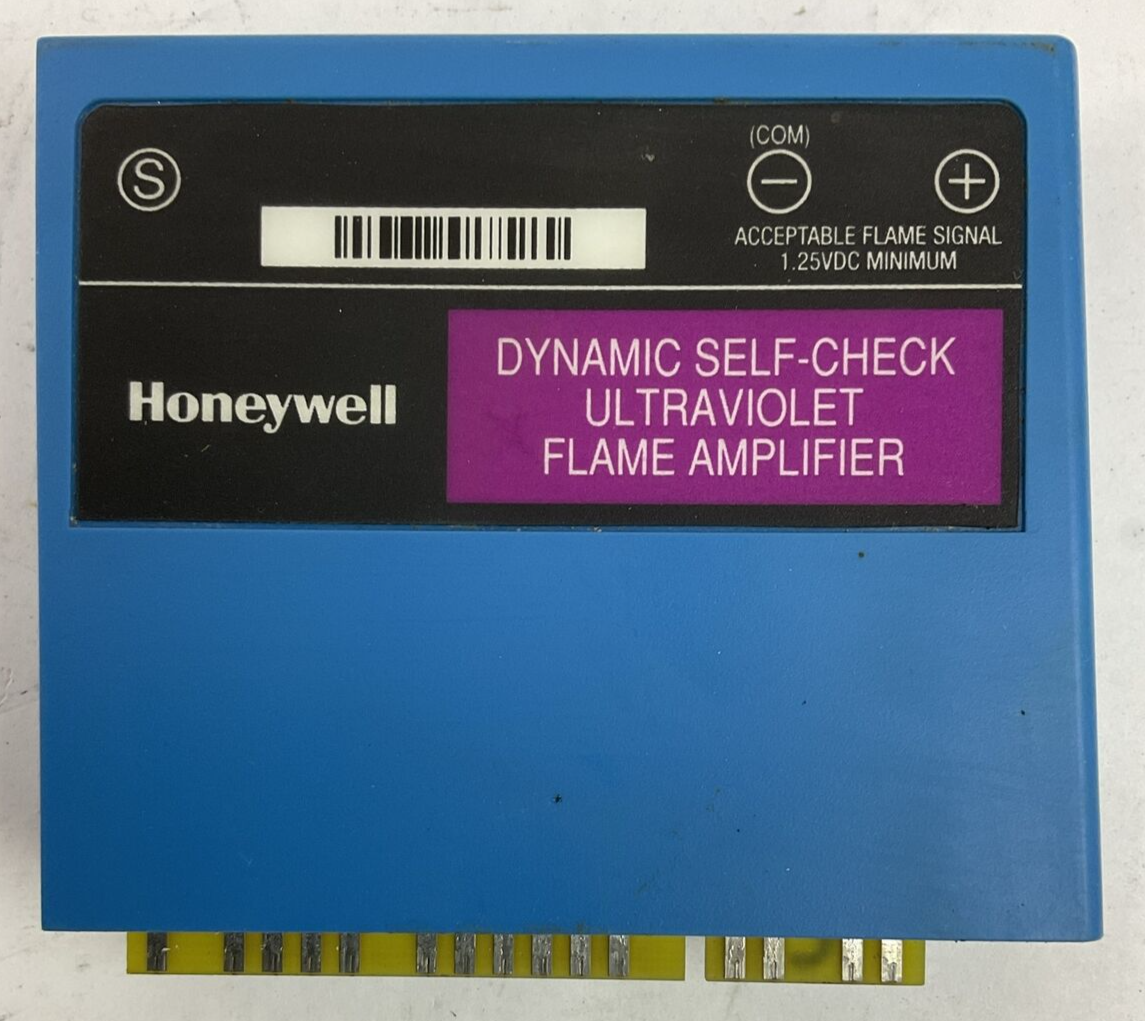 S
(COM)
− +
ACCEPTABLE FLAME SIGNAL
1.25VDC MINIMUM
Honeywell
DYNAMIC SELF-CHECK
ULTRAVIOLET
FLAME AMPLIFIER